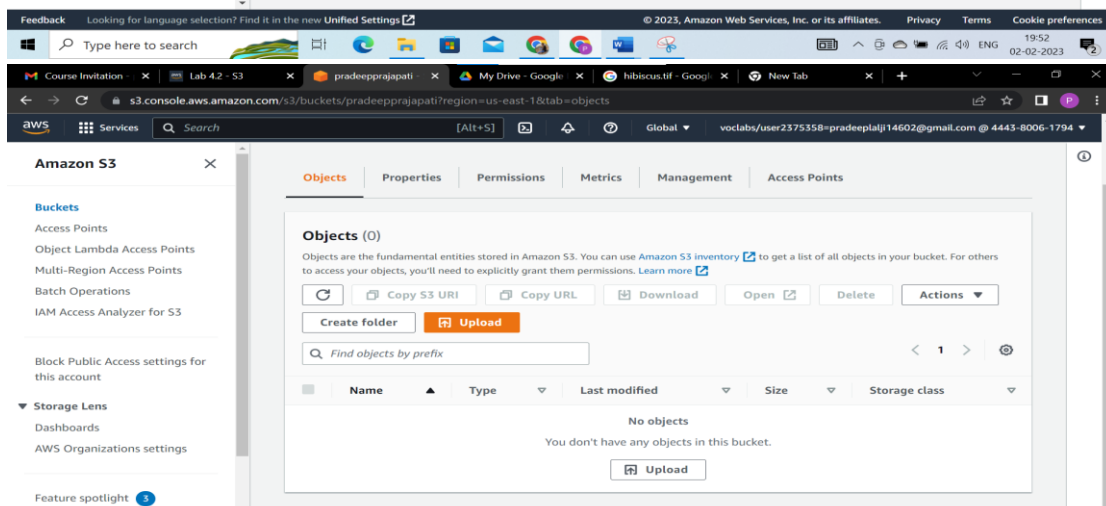 Feedback Looking for language selection? Find it in the new Unified Settings © 2023, Amazon Web Services, Inc. or its affiliates. Privacy Terms Cookie preferences
Type here to search ENG 19:52 02-02-2023 2
Course Invitation - Lab 4.2 - S3 pradeepprajapati - My Drive - Google hibiscus.tif - Googl New Tab
s3.console.aws.amazon.com/s3/buckets/pradeepprajapati?region=us-east-1&tab=objects P
aws Services Search [Alt+S] Global voclabs/user2375358=pradeeplalji14602@gmail.com @ 4443-8006-1794
Amazon S3
Buckets
Access Points
Object Lambda Access Points
Multi-Region Access Points
Batch Operations
IAM Access Analyzer for S3
Block Public Access settings for
this account
Storage Lens
Dashboards
AWS Organizations settings
Feature spotlight 3
Objects Properties Permissions Metrics Management Access Points
Objects (0)
Objects are the fundamental entities stored in Amazon S3. You can use Amazon S3 inventory to get a list of all objects in your bucket. For others
to access your objects, you'll need to explicitly grant them permissions. Learn more
Copy S3 URI Copy URL Download Open Delete Actions
Create folder Upload
Find objects by prefix 1
Name Type Last modified Size Storage class
No objects
You don't have any objects in this bucket.
Upload